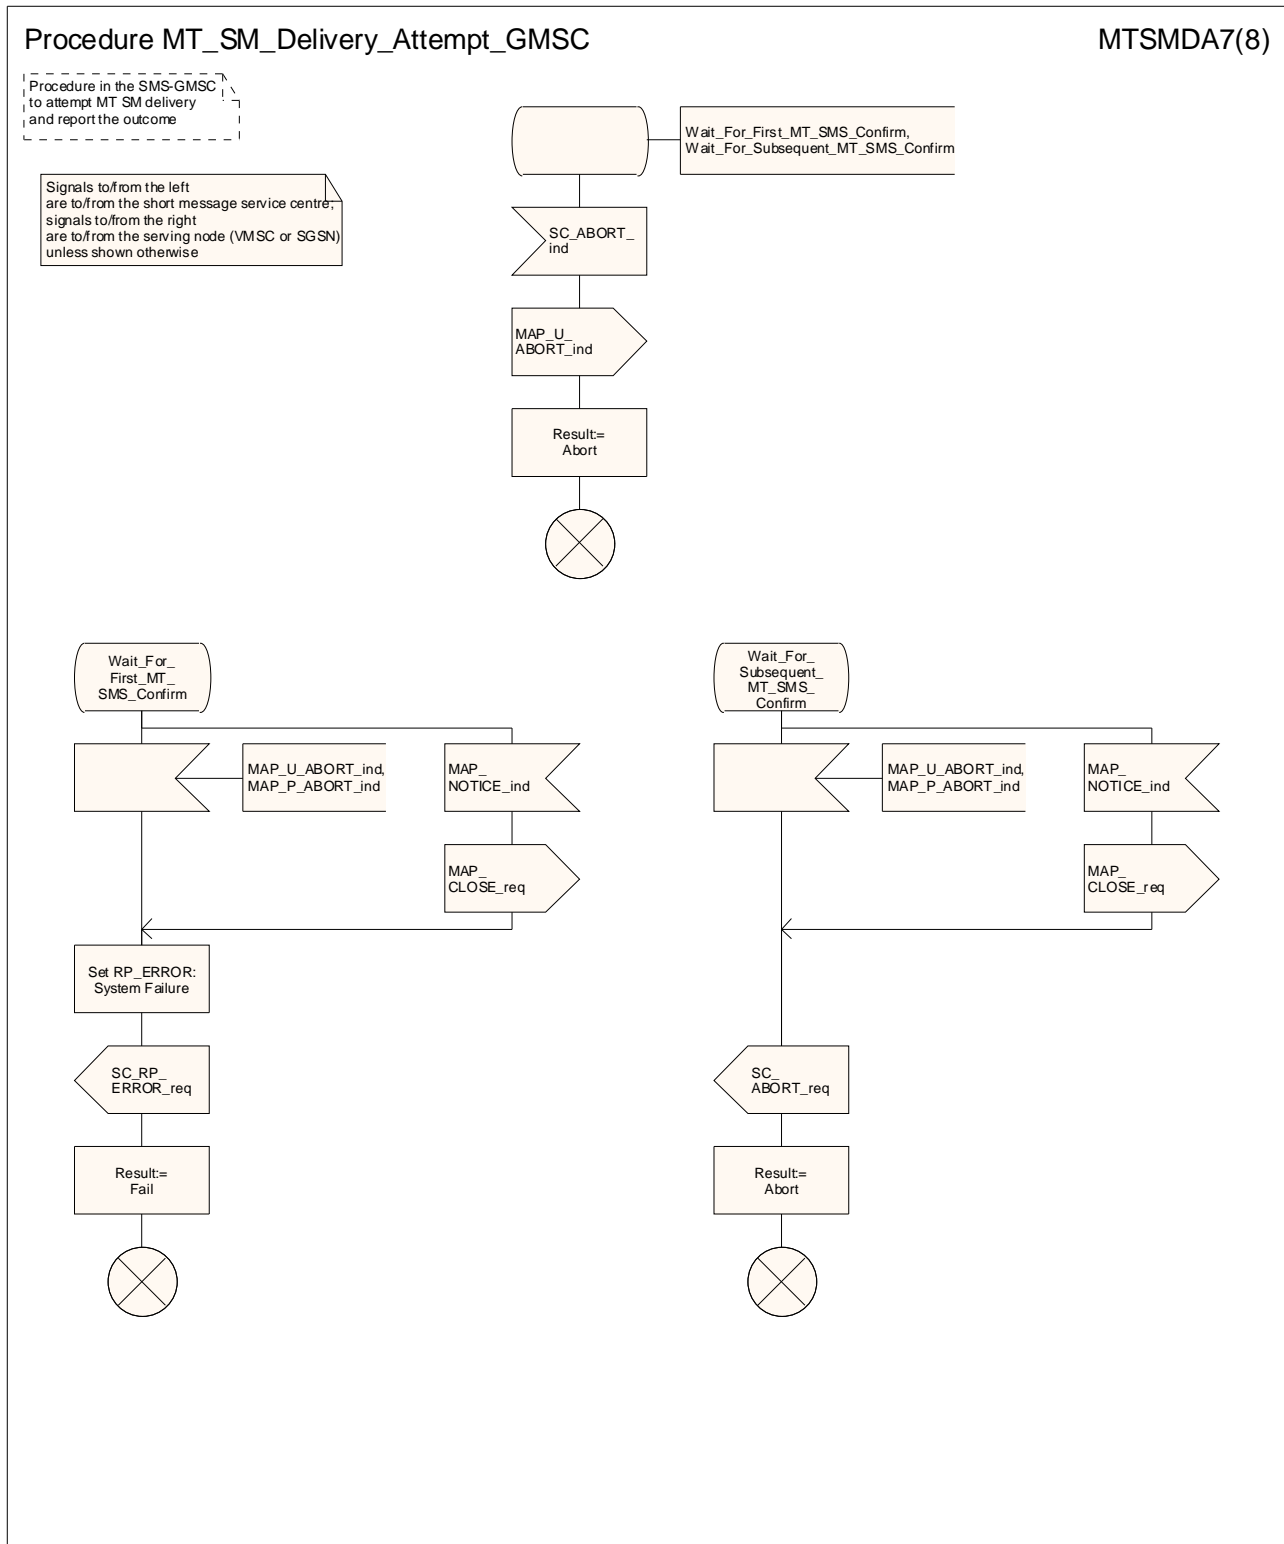 Procedure MT_SM_Delivery_Attempt_GMSC
MTSMDA7(8)
Procedure in the SMS-GMSC
to attempt MT SM delivery
and report the outcome
Signals to/from the left
are to/from the short message service centre;
signals to/from the right
are to/from the serving node (VMSC or SGSN)
unless shown otherwise
Wait_For_First_MT_SMS_Confirm,
Wait_For_Subsequent_MT_SMS_Confirm
SC_ABORT_
ind
MAP_U_
ABORT_ind
Result:=
Abort
Wait_For_
First_MT_
SMS_Confirm
MAP_U_ABORT_ind,
MAP_P_ABORT_ind
MAP_
NOTICE_ind
MAP_
CLOSE_req
Set RP_ERROR:
System Failure
SC_RP_
ERROR_req
Result:=
Fail
Wait_For_
Subsequent_
MT_SMS_
Confirm
MAP_U_ABORT_ind,
MAP_P_ABORT_ind
MAP_
NOTICE_ind
MAP_
CLOSE_req
SC_
ABORT_req
Result:=
Abort